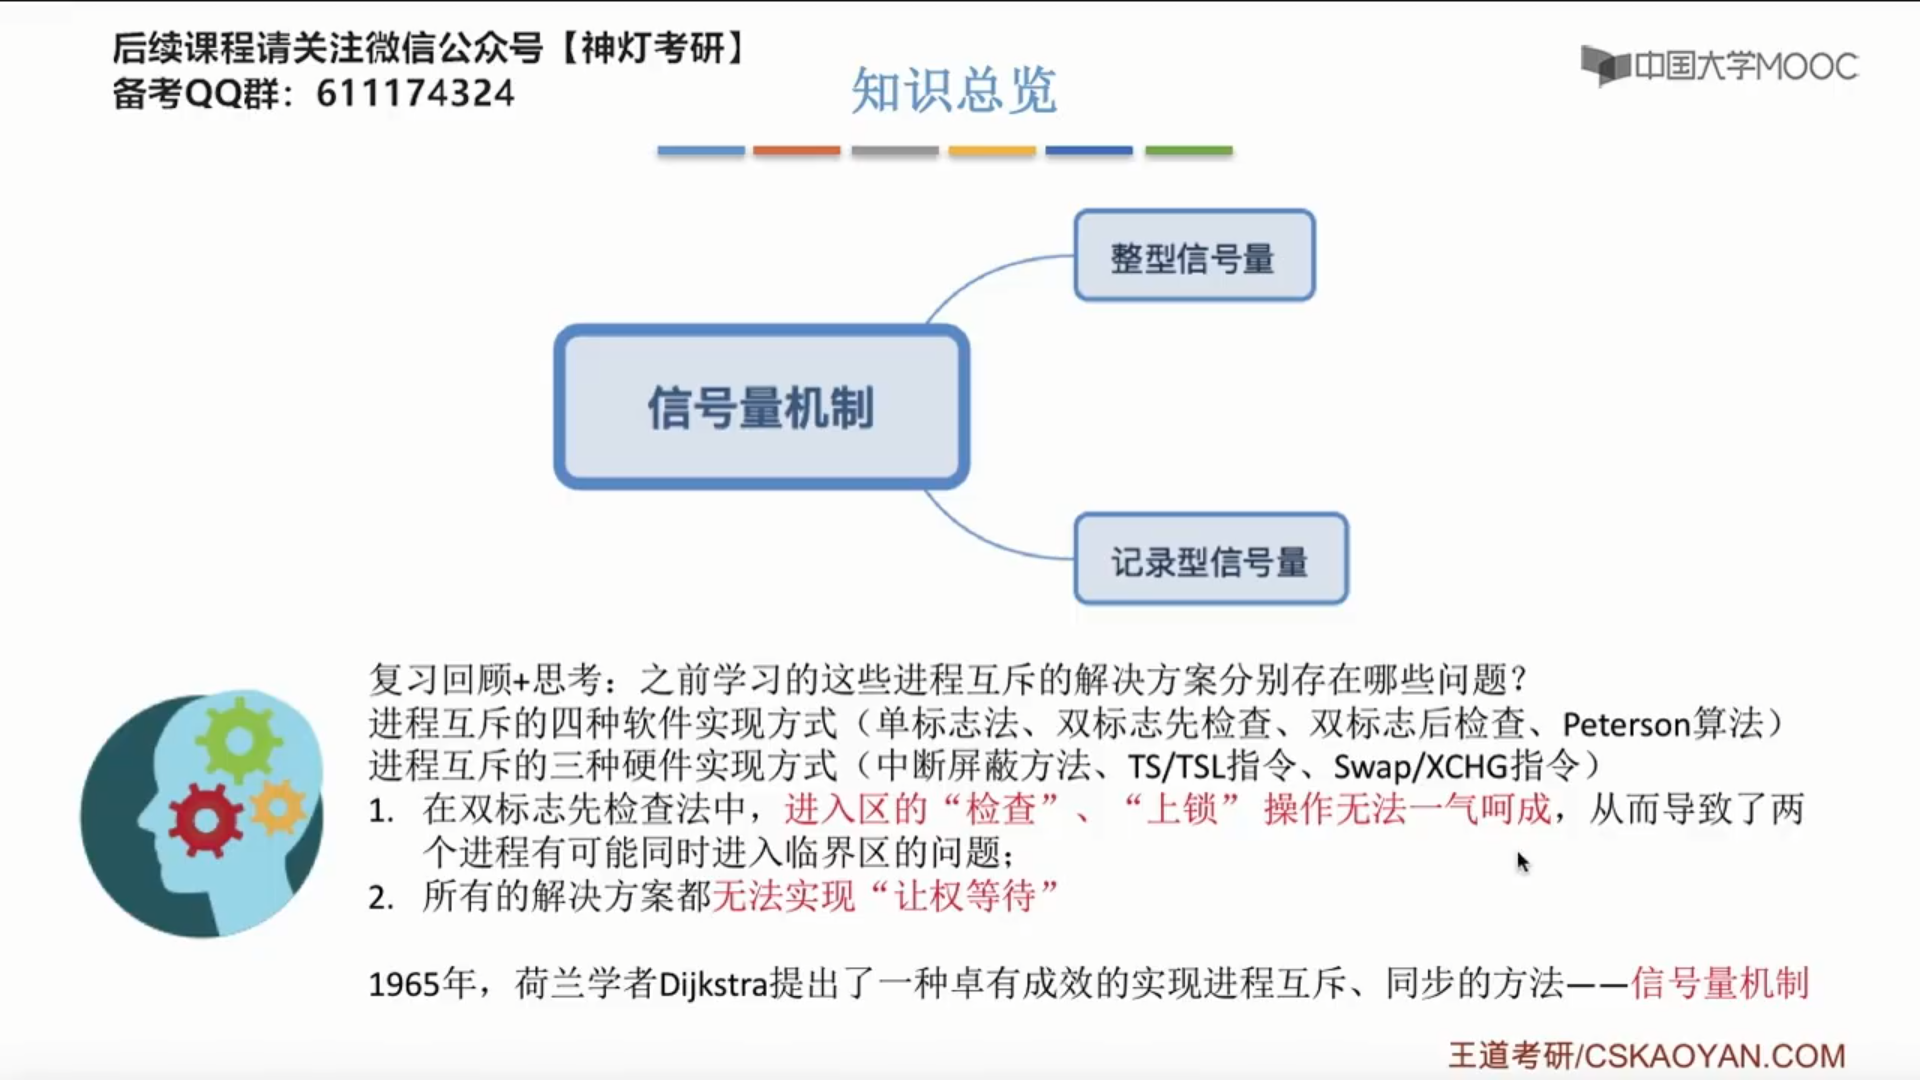 后续课程请关注微信公众号【神灯考研】
备考QQ群：611174324
知识总览
中国大学MOOC
整型信号量
信号量机制
记录型信号量
复习回顾+思考：之前学习的这些进程互斥的解决方案分别存在哪些问题？
进程互斥的四种软件实现方式（单标志法、双标志先检查、双标志后检查、Peterson算法）
进程互斥的三种硬件实现方式（中断屏蔽方法、TS/TSL指令、Swap/XCHG指令）
1. 在双标志先检查法中，进入区的“检查”、“上锁” 操作无法一气呵成，从而导致了两
个进程有可能同时进入临界区的问题；
2. 所有的解决方案都无法实现“让权等待”
1965年，荷兰学者Dijkstra提出了一种卓有成效的实现进程互斥、同步的方法——信号量机制
王道考研/CSKAOYAN.COM